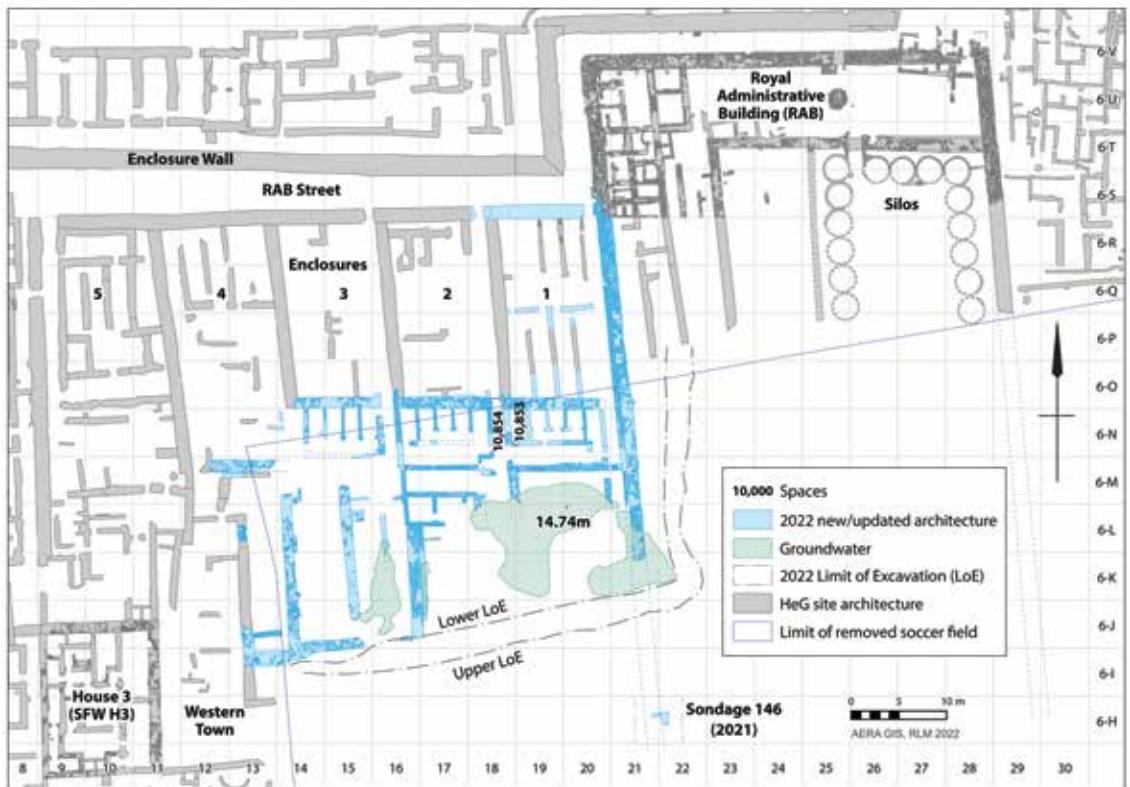 Royal
Administrative
Building (RAB)
Enclosure Wall
RAB Street
Silos
Enclosures
5
4
3
2
1
10,854
10,853
14.74m
Lower LoE
Upper LoE
House 3
(SFW H3)
Western
Town
Sondage 146
(2021)
10,000 Spaces
2022 new/updated architecture
Groundwater
2022 Limit of Excavation (LoE)
HeG site architecture
Limit of removed soccer field
0 5 10 m
AERA GIS, RLM 2022
6-V
6-U
6-T
6-S
6-R
6-Q
6-P
6-O
6-N
6-M
6-L
6-K
6-J
6-I
6-H
8 9 10 11 12 13 14 15 16 17 18 19 20 21 22 23 24 25 26 27 28 29 30